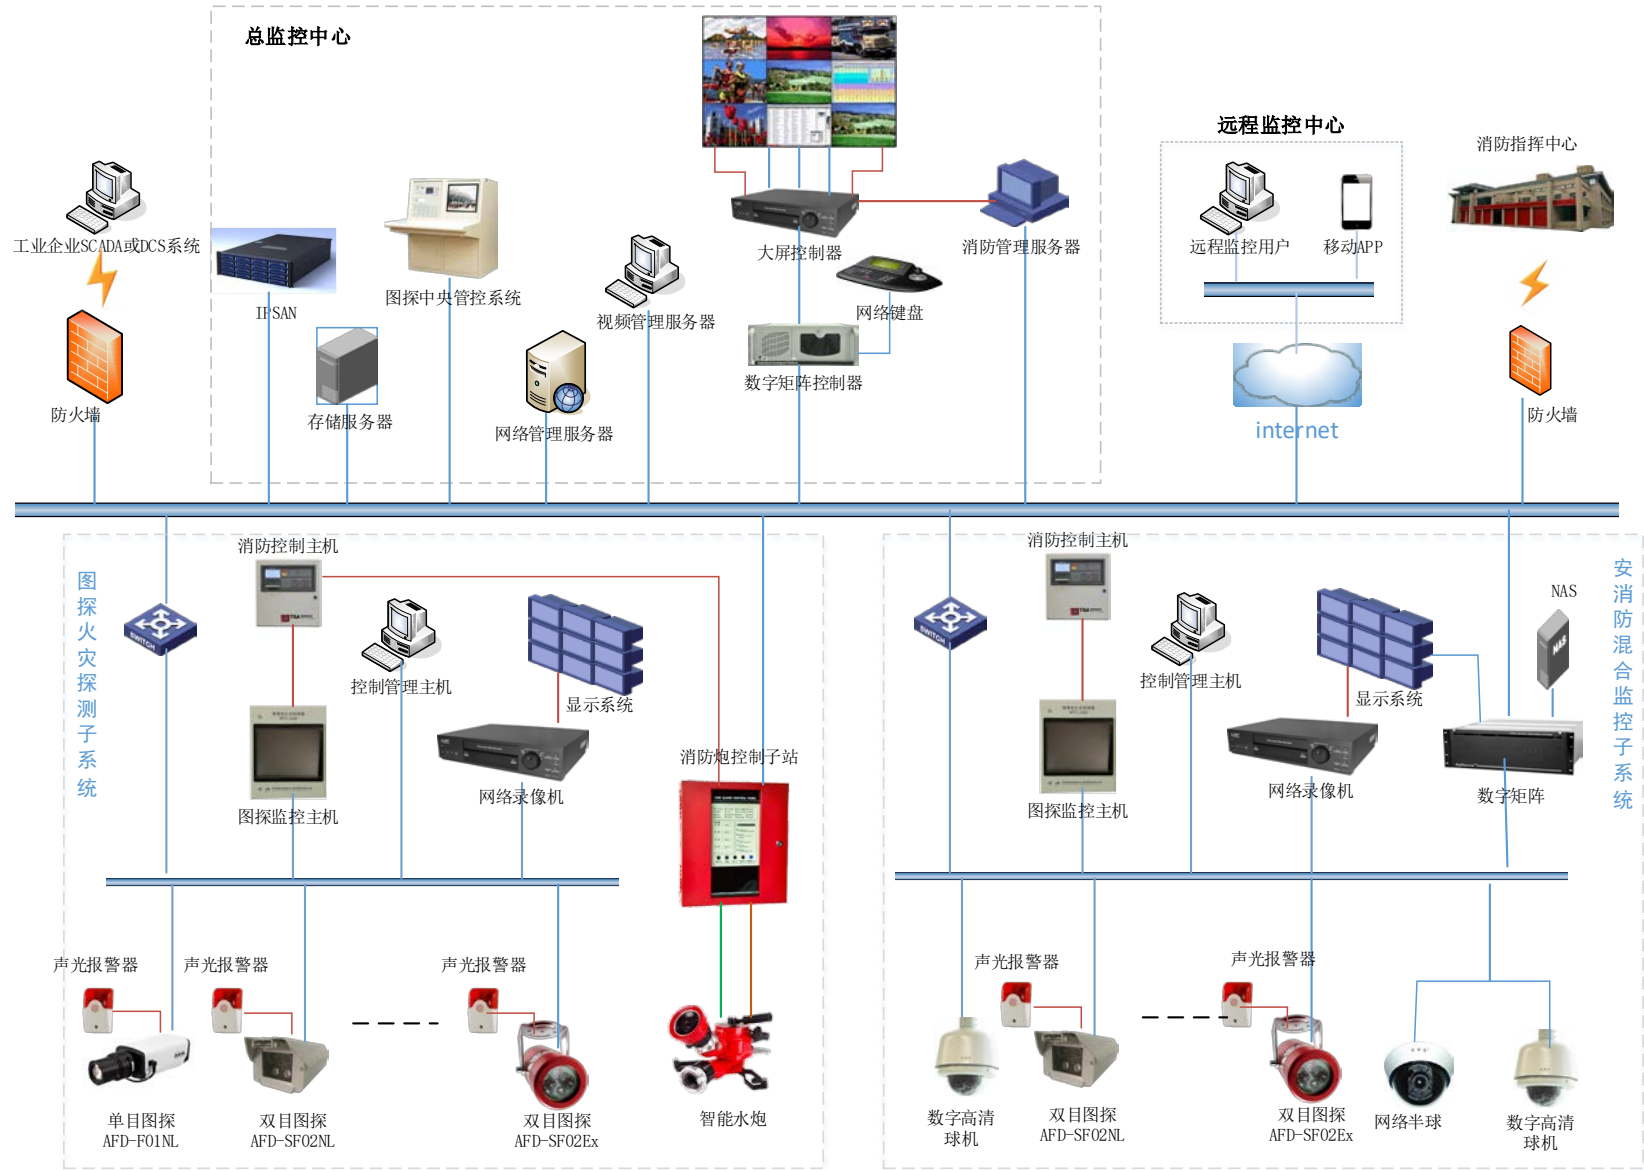 总监控中心
远程监控中心
消防指挥中心
工业企业SCADA或DCS系统
IPSAN
图探中央管控系统
视频管理服务器
大屏控制器
消防管理服务器
网络键盘
远程监控用户
移动APP
防火墙
存储服务器
网络管理服务器
数字矩阵控制器
internet
防火墙
图探火灾探测子系统
消防控制主机
SWITCH
控制管理主机
显示系统
图探监控主机
网络录像机
消防炮控制子站
声光报警器
声光报警器
声光报警器
单目图探
AFD-F01NL
双目图探
AFD-SF02NL
双目图探
AFD-SF02Ex
智能水炮
安消防混合监控子系统
消防控制主机
SWITCH
控制管理主机
显示系统
NAS
NAS
图探监控主机
网络录像机
数字矩阵
声光报警器
声光报警器
数字高清
球机
双目图探
AFD-SF02NL
双目图探
AFD-SF02Ex
网络半球
数字高清
球机